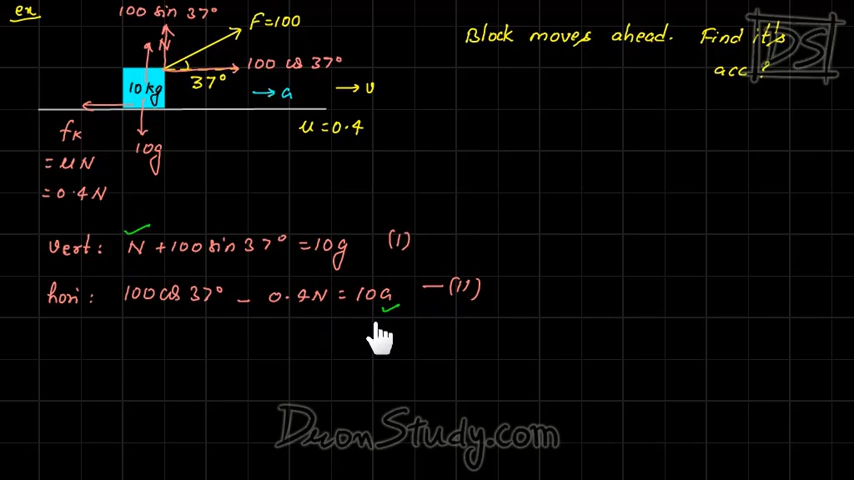 ex
100 sin 37°
N
F=100
100 cos 37°
37°
10kg
a
v
μ=0.4
fK
= μN
= 0.4N
10g
Block moves ahead. Find it's
acc?
DS
vert: N + 100 sin 37° = 10g (I)
hori: 100 cos 37° - 0.4N = 10a -(II)
DronStudy.com